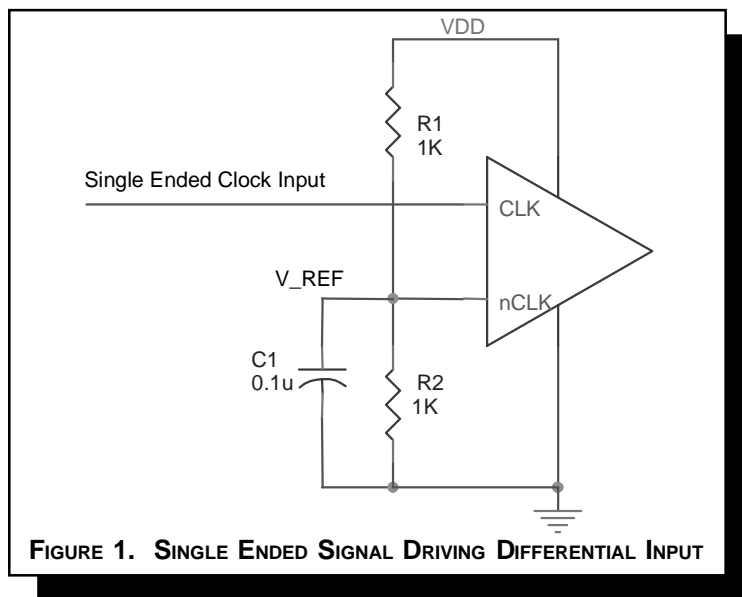 VDD
R1
1K
Single Ended Clock Input
CLK
V_REF
nCLK
C1
0.1u
R2
1K
FIGURE 1. SINGLE ENDED SIGNAL DRIVING DIFFERENTIAL INPUT